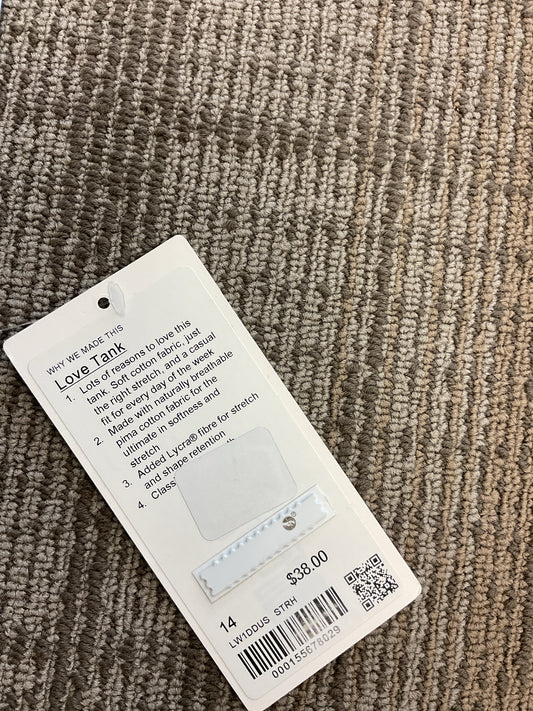 WHY WE MADE THIS
Love Tank
1. Lots of reasons to love this
tank. Soft cotton fabric, just
the right stretch, and a casual
fit for every day of the week
2. Made with naturally breathable
pima cotton fabric for the
ultimate in softness and
stretch
3. Added Lycra® fibre for stretch
and shape retention
4.
$38.00
14
LW1DDUS STRH
000155678029